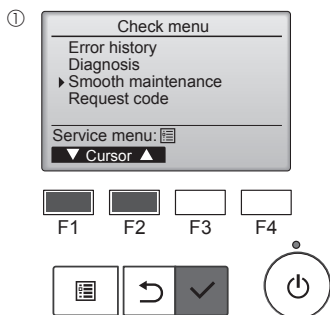 ①
Check menu
Error history
Diagnosis
Smooth maintenance
Request code
Service menu:
▼ Cursor ▲
F1 F2 F3 F4